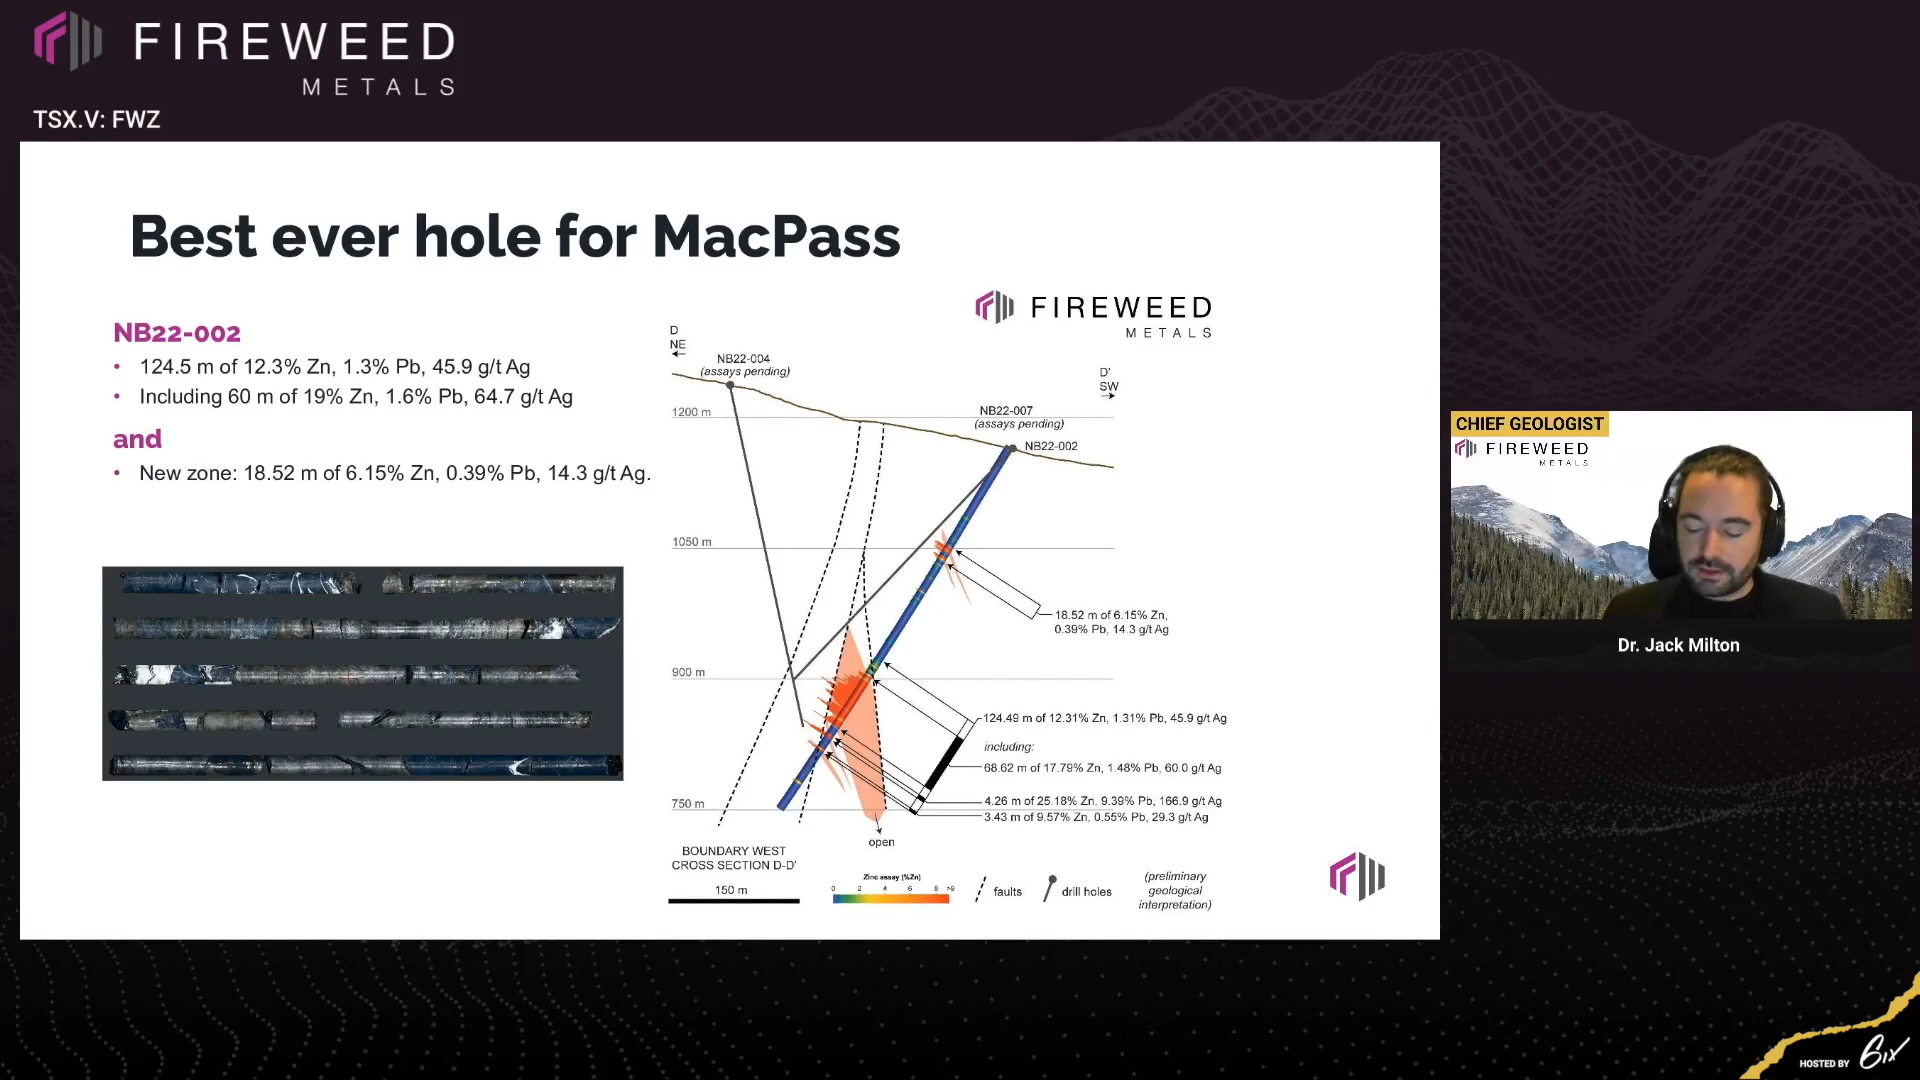 FIREWEED
METALS
TSX.V: FWZ
Best ever hole for MacPass
NB22-002
• 124.5 m of 12.3% Zn, 1.3% Pb, 45.9 g/t Ag
• Including 60 m of 19% Zn, 1.6% Pb, 64.7 g/t Ag
and
• New zone: 18.52 m of 6.15% Zn, 0.39% Pb, 14.3 g/t Ag.
FIREWEED
METALS
D
NE
NB22-004
(assays pending)
D'
SW
1200 m
NB22-007
(assays pending)
NB22-002
1050 m
18.52 m of 6.15% Zn,
0.39% Pb, 14.3 g/t Ag
900 m
124.49 m of 12.31% Zn, 1.31% Pb, 45.9 g/t Ag
including:
68.62 m of 17.79% Zn, 1.48% Pb, 60.0 g/t Ag
4.26 m of 25.18% Zn, 9.39% Pb, 166.9 g/t Ag
750 m
3.43 m of 9.57% Zn, 0.55% Pb, 29.3 g/t Ag
open
BOUNDARY WEST
CROSS SECTION D-D'
150 m
Zinc assay (%Zn)
0 2 4 6 8 >9
faults
drill holes
(preliminary
geological
interpretation)
CHIEF GEOLOGIST
FIREWEED
METALS
Dr. Jack Milton
HOSTED BY 6ix